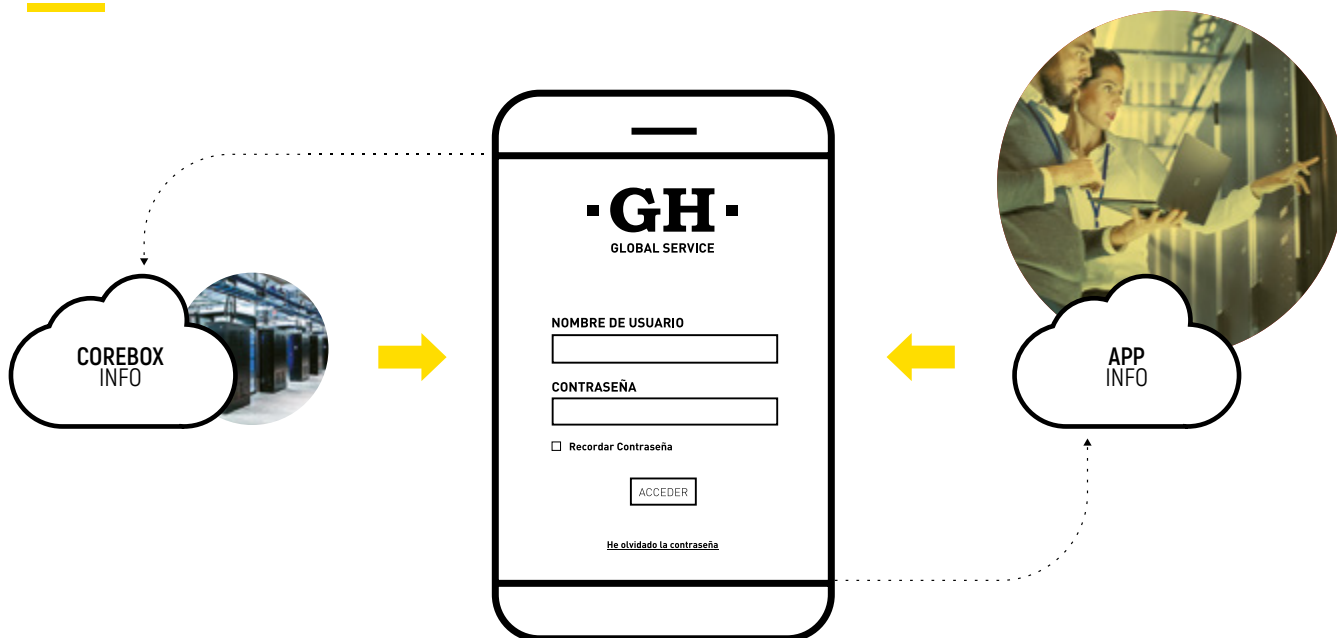 ·GH·
GLOBAL SERVICE
NOMBRE DE USUARIO
CONTRASEÑA
Recordar Contraseña
ACCEDER
He olvidado la contraseña
COREBOX
INFO
APP
INFO